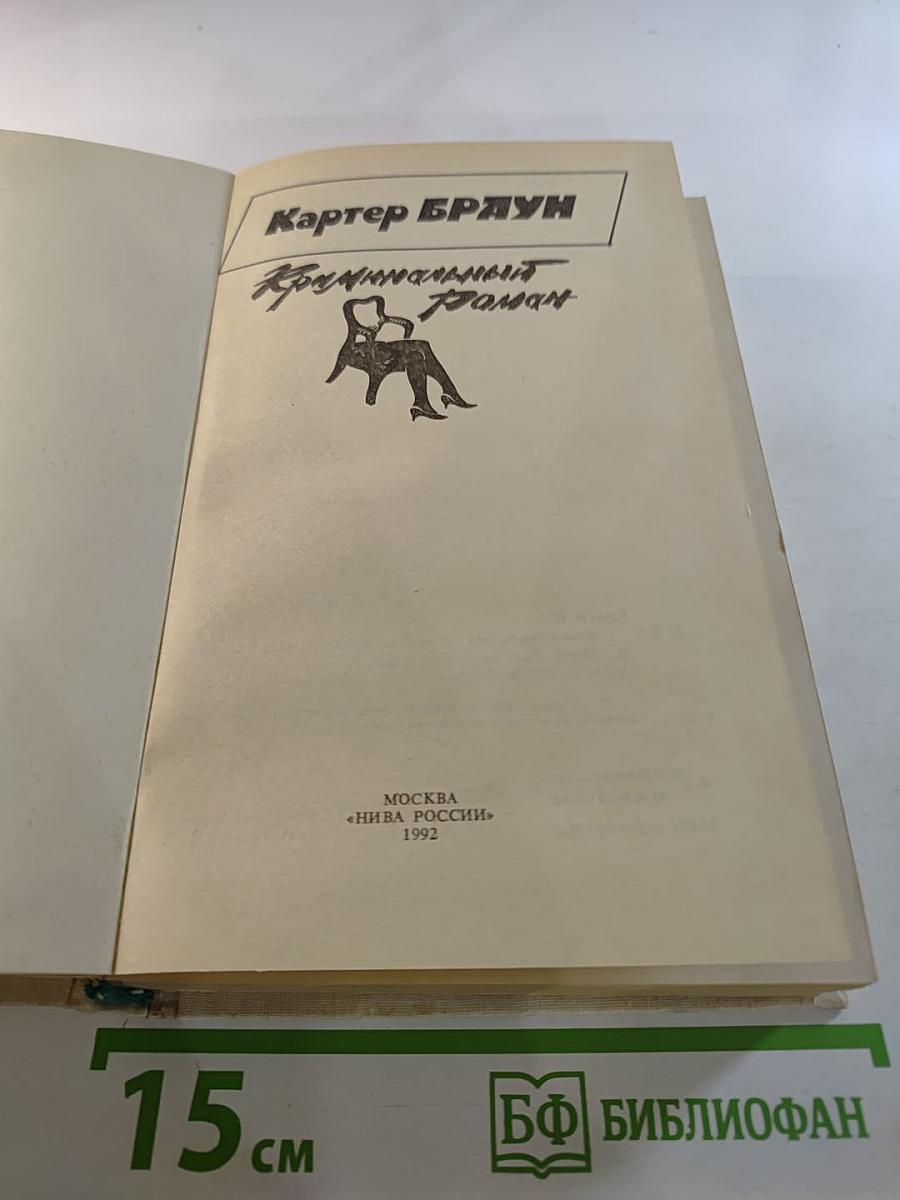 Картер БРАУН
Криминальный
роман
МОСКВА
«НИВА РОССИИ»
1992
15 см
БФ БИБЛИОФАН